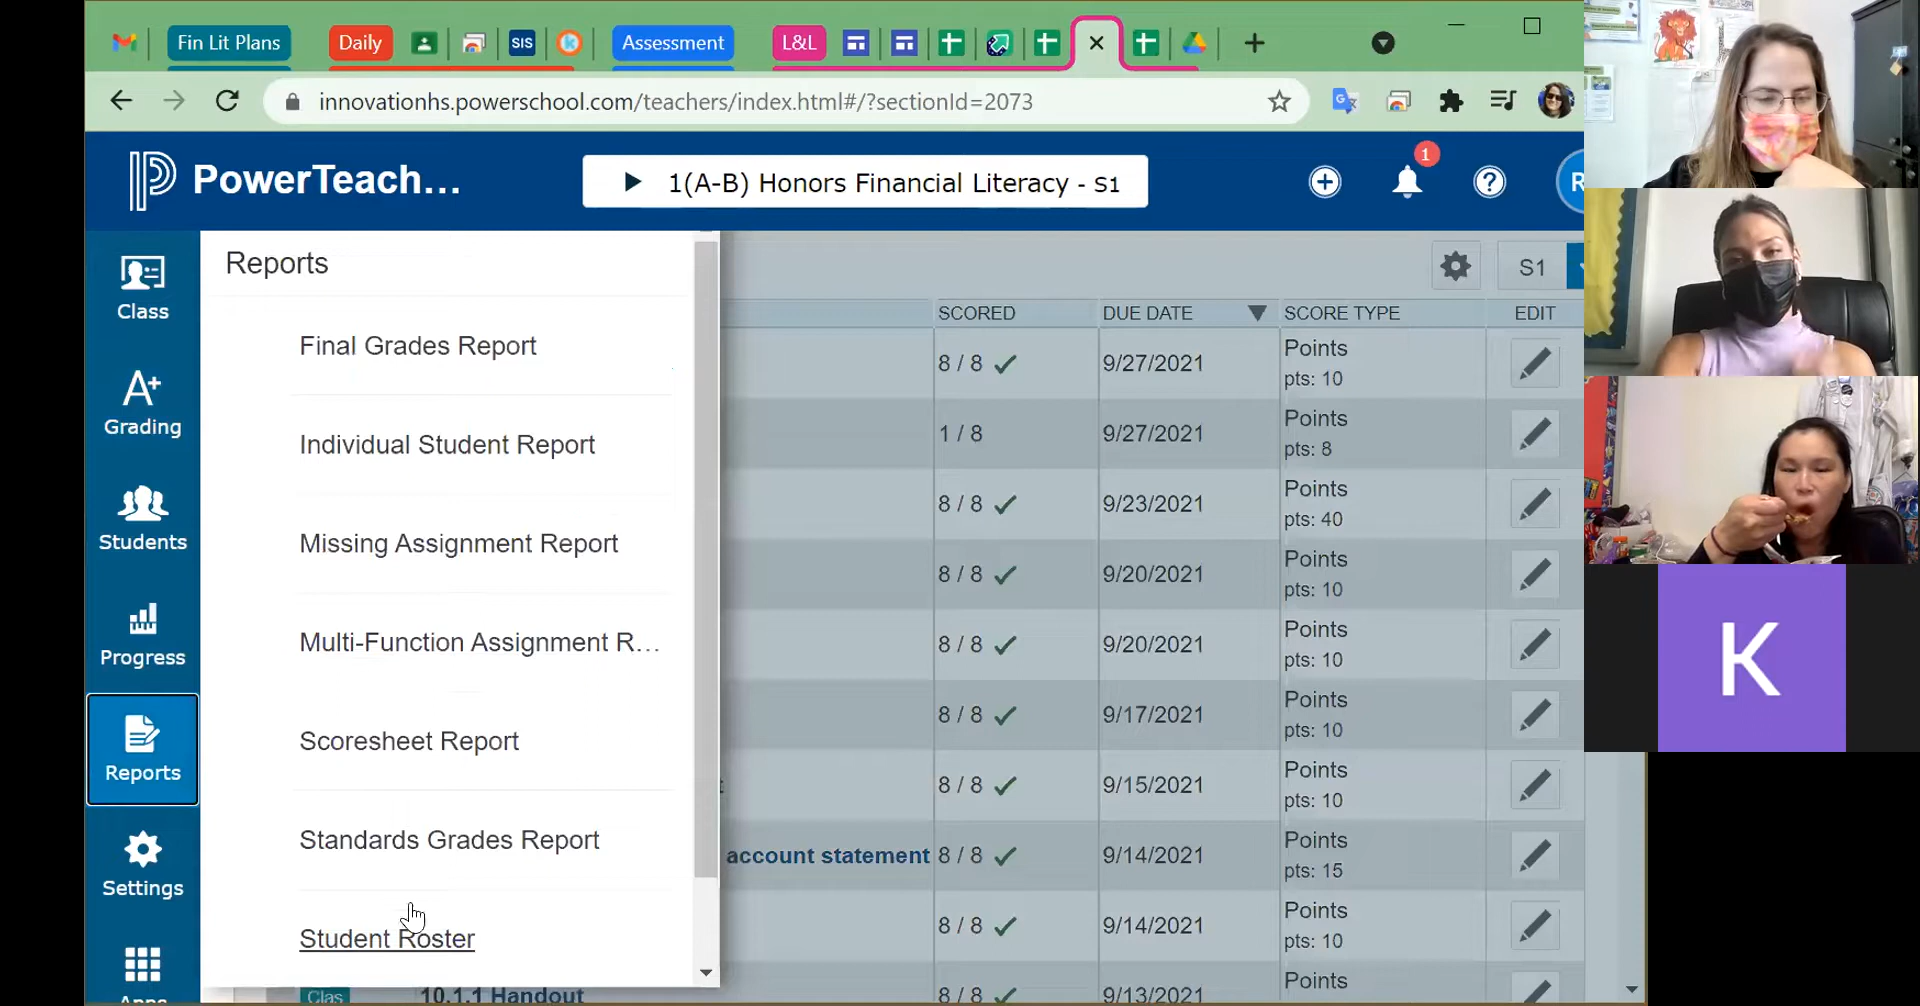 Fin Lit Plans
Daily
SIS
Assessment
L&L
innovationhs.powerschool.com/teachers/index.html#/?sectionId=2073
PowerTeach...
1(A-B) Honors Financial Literacy - S1
1
?
R
Class
Grading
Students
Progress
Reports
Settings
Apps
Reports
Final Grades Report
Individual Student Report
Missing Assignment Report
Multi-Function Assignment R...
Scoresheet Report
Standards Grades Report
Student Roster
S1
SCORED DUE DATE SCORE TYPE EDIT
8 / 8 9/27/2021 Points
pts: 10
1 / 8 9/27/2021 Points
pts: 8
8 / 8 9/23/2021 Points
pts: 40
8 / 8 9/20/2021 Points
pts: 10
8 / 8 9/20/2021 Points
pts: 10
8 / 8 9/17/2021 Points
pts: 10
8 / 8 9/15/2021 Points
pts: 10
account statement 8 / 8 9/14/2021 Points
pts: 15
8 / 8 9/14/2021 Points
pts: 10
Clas 10.1.1 Handout 8 / 8 9/13/2021 Points
K